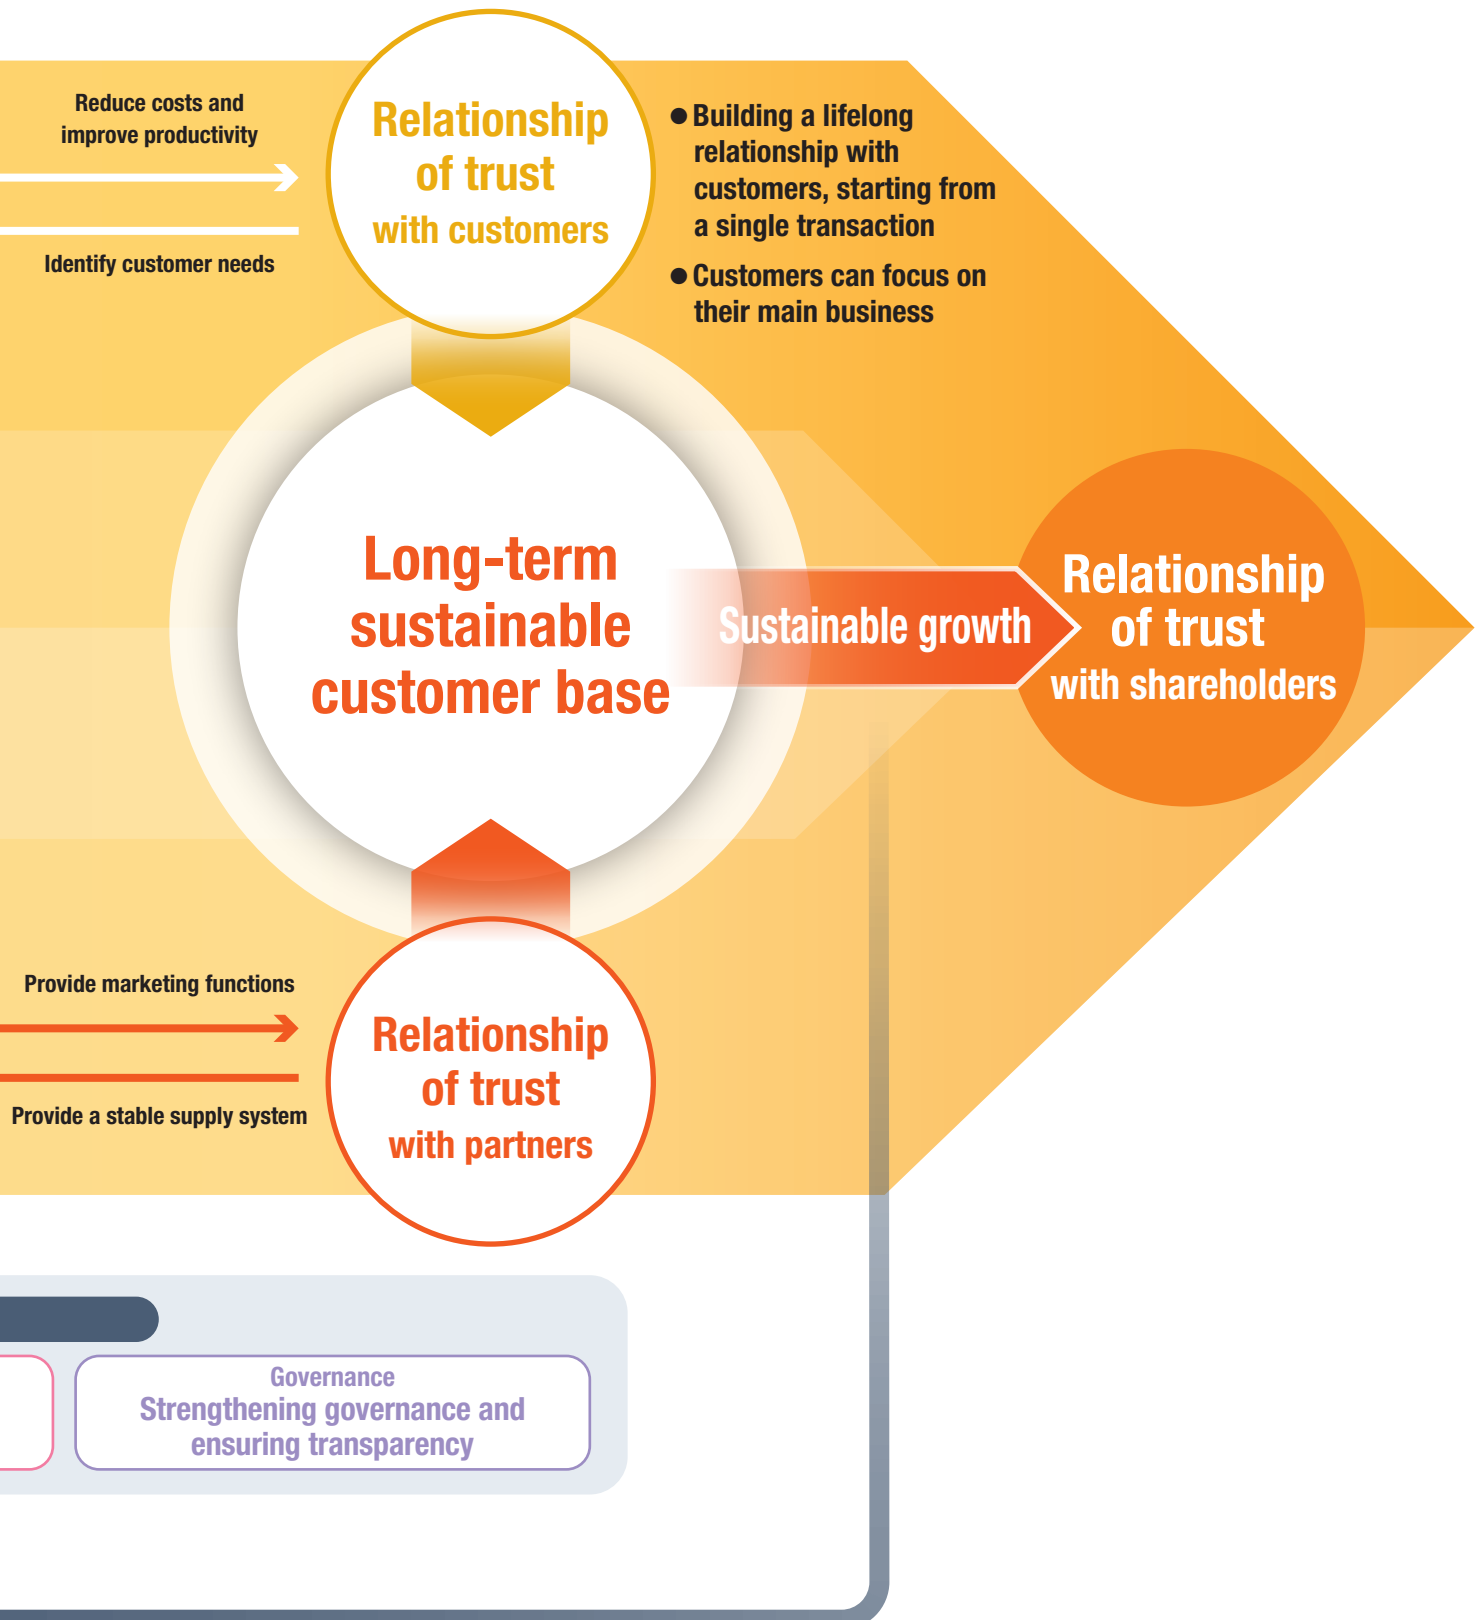 Reduce costs and
improve productivity
Identify customer needs
Relationship
of trust
with customers
● Building a lifelong
relationship with
customers, starting from
a single transaction
● Customers can focus on
their main business
Long-term
sustainable
customer base
Sustainable growth
Relationship
of trust
with shareholders
Provide marketing functions
Provide a stable supply system
Relationship
of trust
with partners
Governance
Strengthening governance and
ensuring transparency